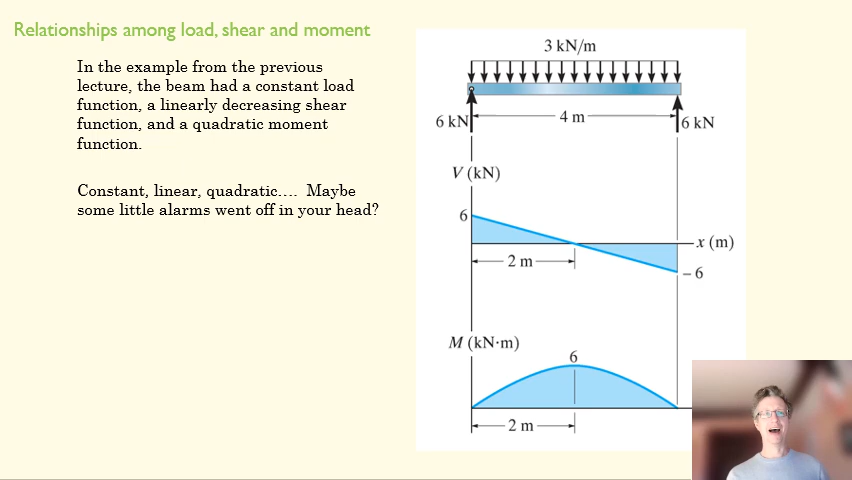 Relationships among load, shear and moment
In the example from the previous
lecture, the beam had a constant load
function, a linearly decreasing shear
function, and a quadratic moment
function.
Constant, linear, quadratic.... Maybe
some little alarms went off in your head?
3 kN/m
6 kN
4 m
6 kN
V (kN)
6
x (m)
2 m
– 6
M (kN·m)
6
2 m